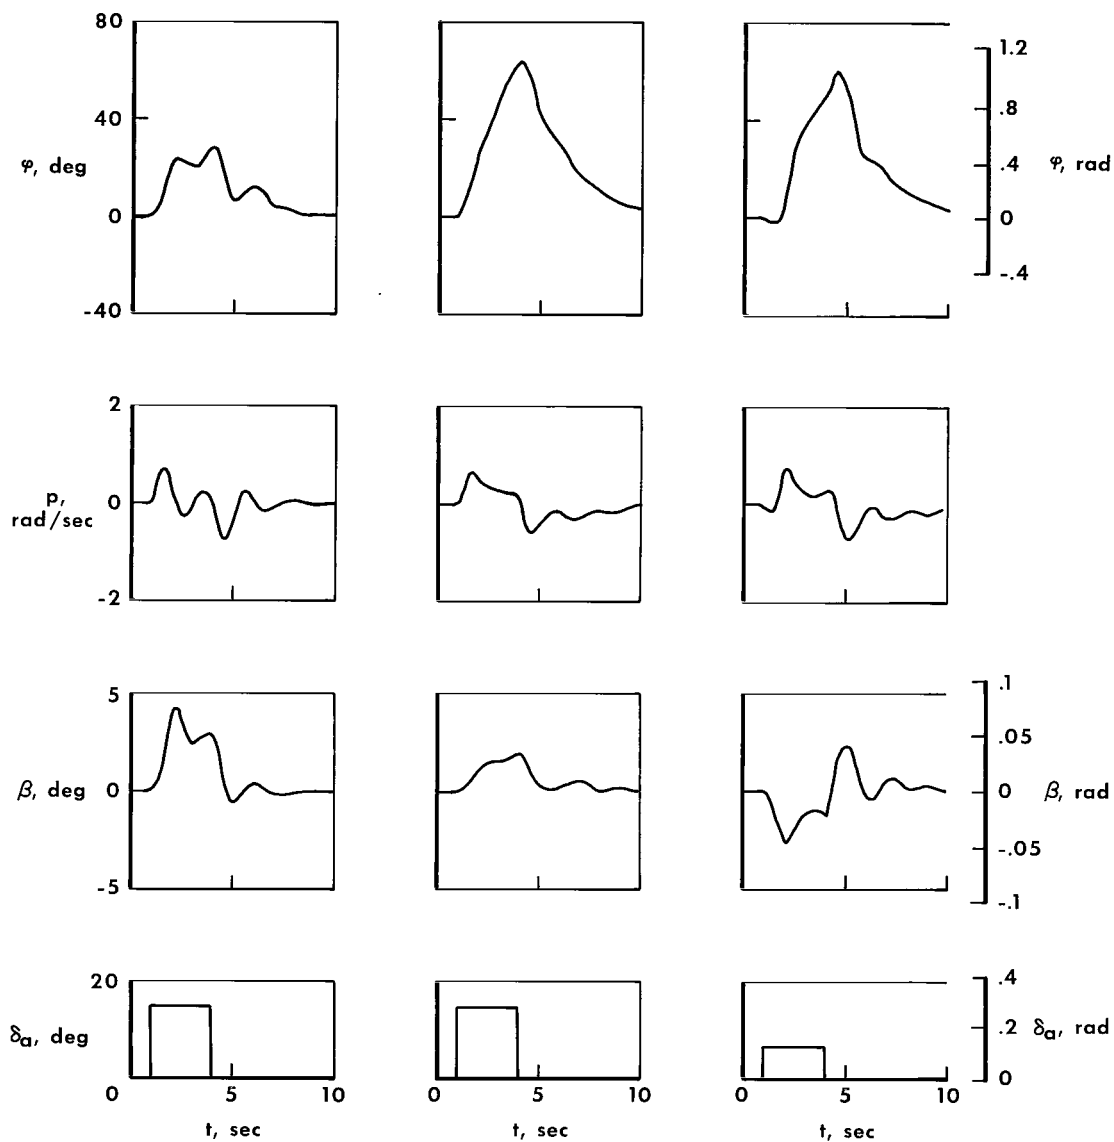 80
40
φ, deg
0
-40
1.2
.8
.4
φ, rad
0
-.4
2
p,
0
rad/sec
-2
5
β, deg
0
-5
.1
.05
0
β, rad
-.05
-.1
20
δa, deg
.4
.2
δa, rad
0
0 5 10
0 5 10
0 5 10
t, sec
t, sec
t, sec